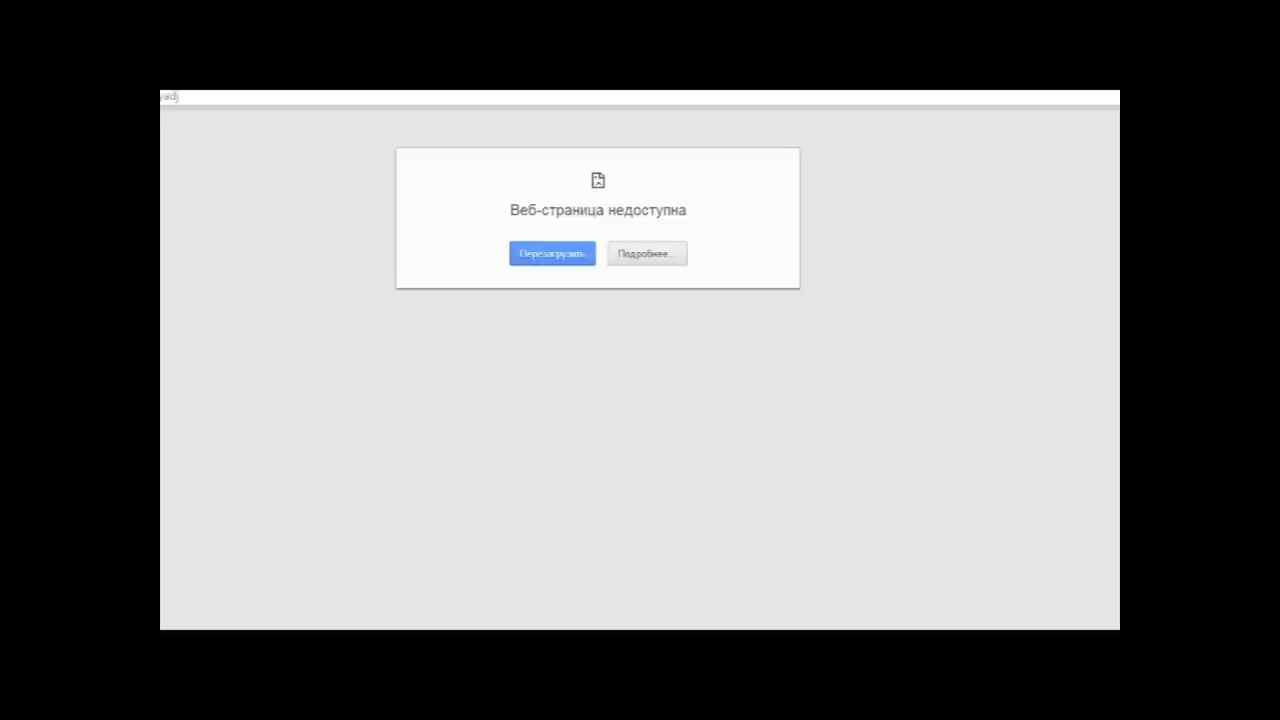 Веб-страница недоступна
Перезагрузить
Подробнее...